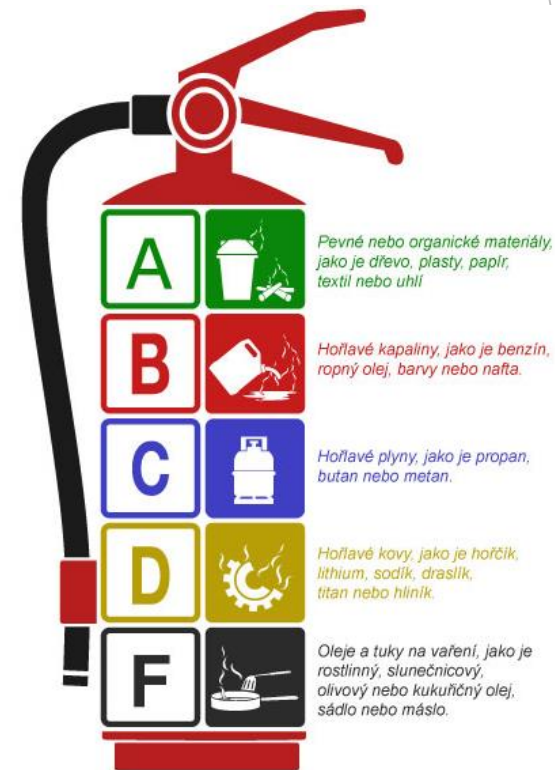 A
Pevné nebo organické materiály,
jako je dřevo, plasty, papír,
textil nebo uhlí
B
Hořlavé kapaliny, jako je benzín,
ropný olej, barvy nebo nafta.
C
Hořlavé plyny, jako je propan,
butan nebo metan.
D
Hořlavé kovy, jako je hořčík,
lithium, sodík, draslík,
titan nebo hliník.
F
Oleje a tuky na vaření, jako je
rostlinný, slunečnicový,
olivový nebo kukuřičný olej,
sádlo nebo máslo.